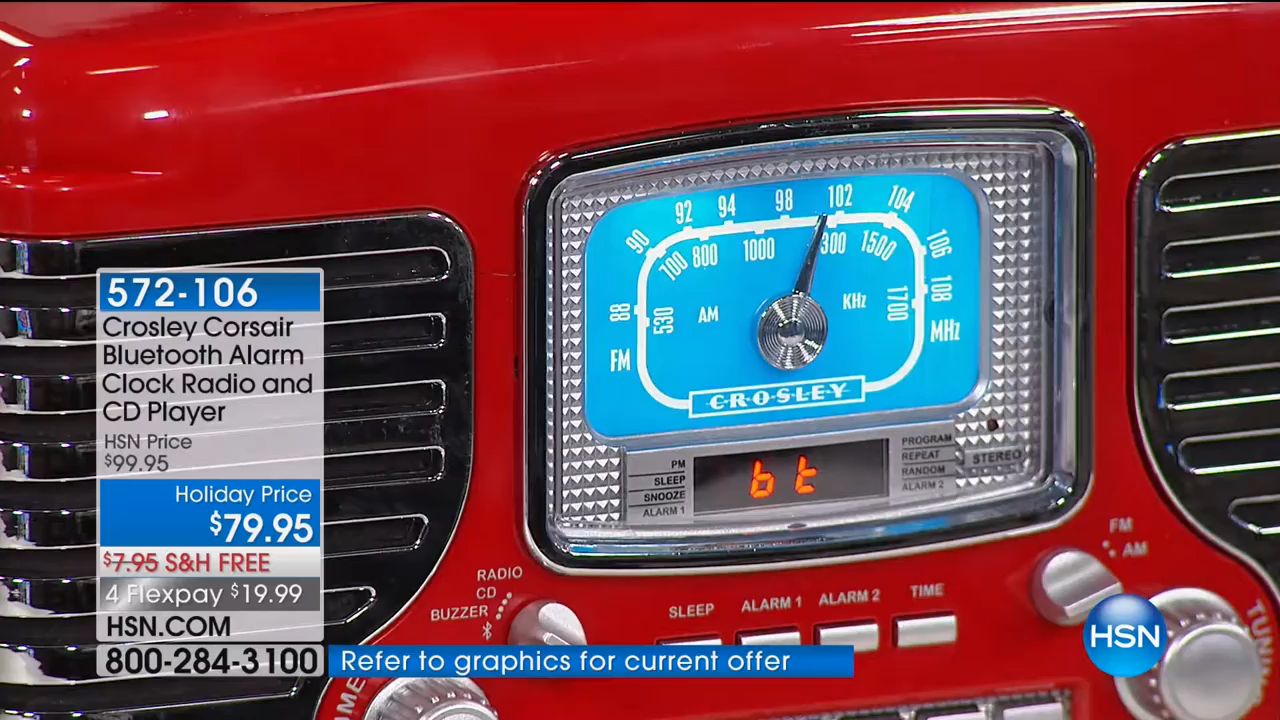 572-106
Crosley Corsair
Bluetooth Alarm
Clock Radio and
CD Player
HSN Price
$99.95
Holiday Price
$79.95
$7.95 S&H FREE
4 Flexpay $19.99
HSN.COM
800-284-3100
Refer to graphics for current offer
HSN
88 90 92 94 98 102 104 106 108
FM MHz
530 700 800 1000 300 1500 1700
AM KHz
CROSLEY
PM
SLEEP
SNOOZE
ALARM 1
bt
PROGRAM
REPEAT
RANDOM
ALARM 2
STEREO
RADIO
CD
BUZZER
SLEEP ALARM 1 ALARM 2 TIME
FM
AM